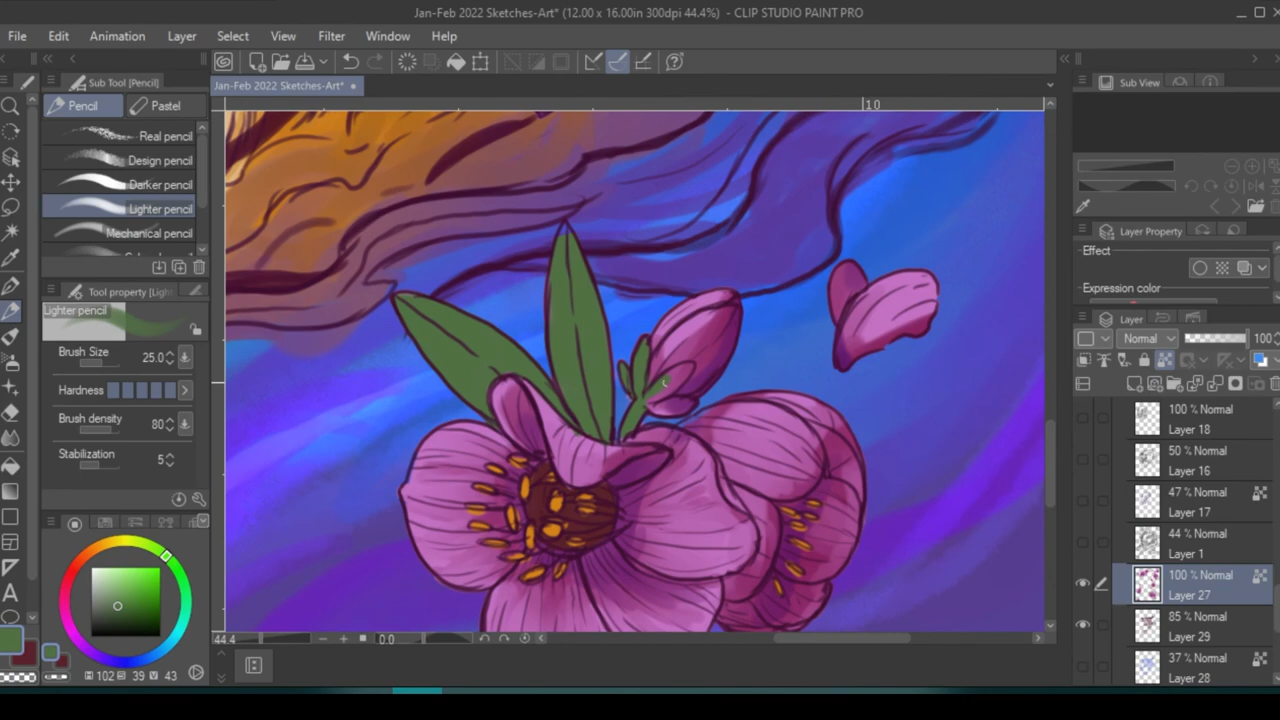 Jan-Feb 2022 Sketches-Art* (12.00 x 16.00in 300dpi 44.4%) - CLIP STUDIO PAINT PRO
File Edit Animation Layer Select View Filter Window Help
Sub Tool [Pencil]
Jan-Feb 2022 Sketches-Art*
Sub View
Pencil Pastel
10
Real pencil
Design pencil
Darker pencil
Lighter pencil
Mechanical pencil
Tool property [Light
Lighter pencil
Brush Size 25.0
Hardness
Brush density 80
Stabilization 5
Layer Property
Effect
Expression color
Layer
Normal 100
100 % Normal
Layer 18
50 % Normal
Layer 16
47 % Normal
Layer 17
44 % Normal
Layer 1
100 % Normal
Layer 27
85 % Normal
Layer 29
37 % Normal
Layer 28
44.4 0.0
H 102 S 39 V 43